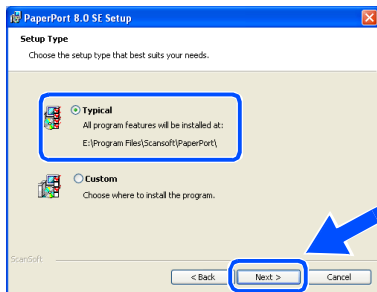 PaperPort 8.0 SE Setup
Setup Type
Choose the setup type that best suits your needs.
Typical
All program features will be installed at:
E:\Program Files\Scansoft\PaperPort\
Custom
Choose where to install the program.
ScanSoft
< Back Next > Cancel